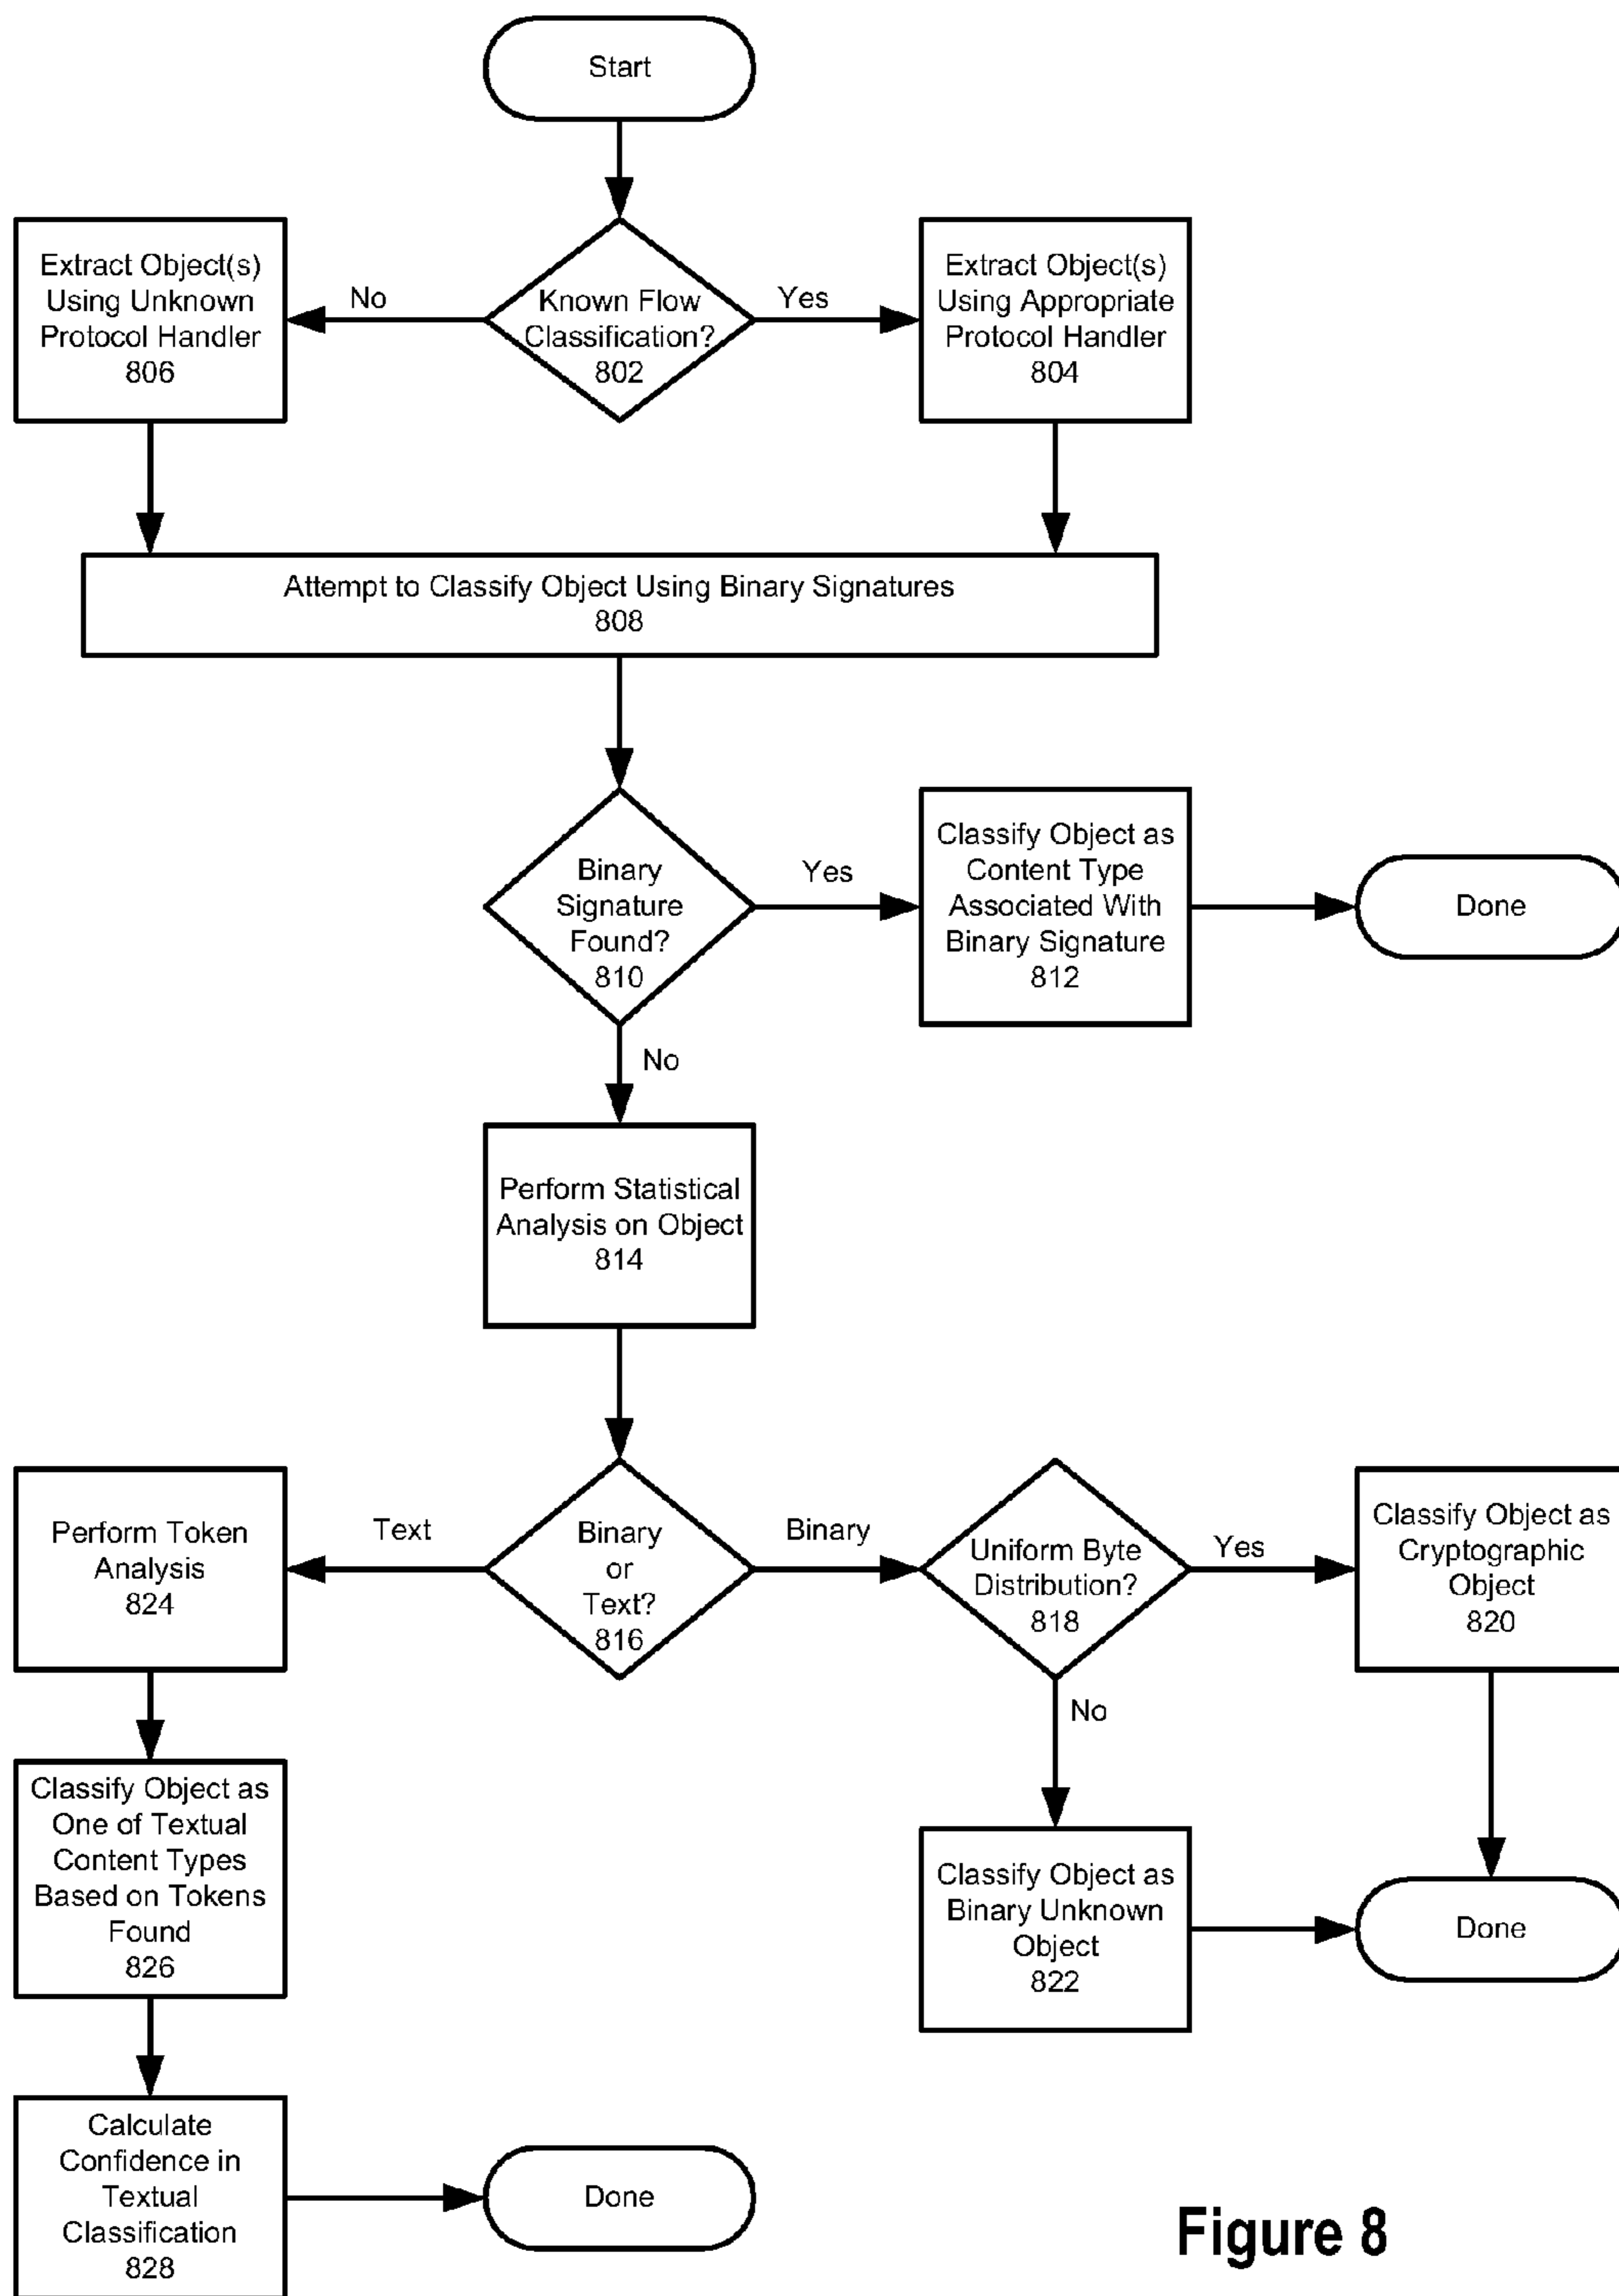 Start
Extract Object(s)
Using Unknown
Protocol Handler
806
No
Known Flow
Classification?
802
Yes
Extract Object(s)
Using Appropriate
Protocol Handler
804
Attempt to Classify Object Using Binary Signatures
808
Binary
Signature
Found?
810
Yes
Classify Object as
Content Type
Associated With
Binary Signature
812
Done
No
Perform Statistical
Analysis on Object
814
Perform Token
Analysis
824
Text
Binary
or
Text?
816
Binary
Uniform Byte
Distribution?
818
Yes
Classify Object as
Cryptographic
Object
820
No
Classify Object as
One of Textual
Content Types
Based on Tokens
Found
826
Classify Object as
Binary Unknown
Object
822
Done
Calculate
Confidence in
Textual
Classification
828
Done
Figure 8